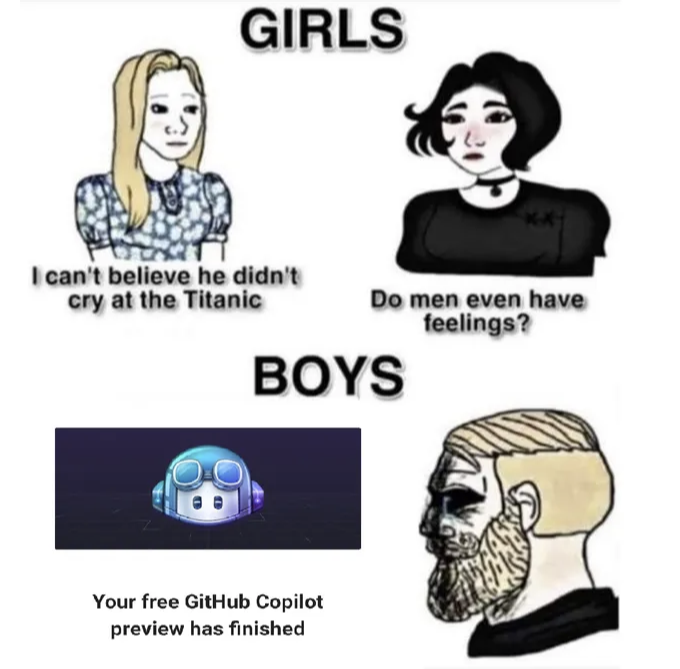 GIRLS
I can't believe he didn't
cry at the Titanic
Do men even have
feelings?
BOYS
Your free GitHub Copilot
preview has finished